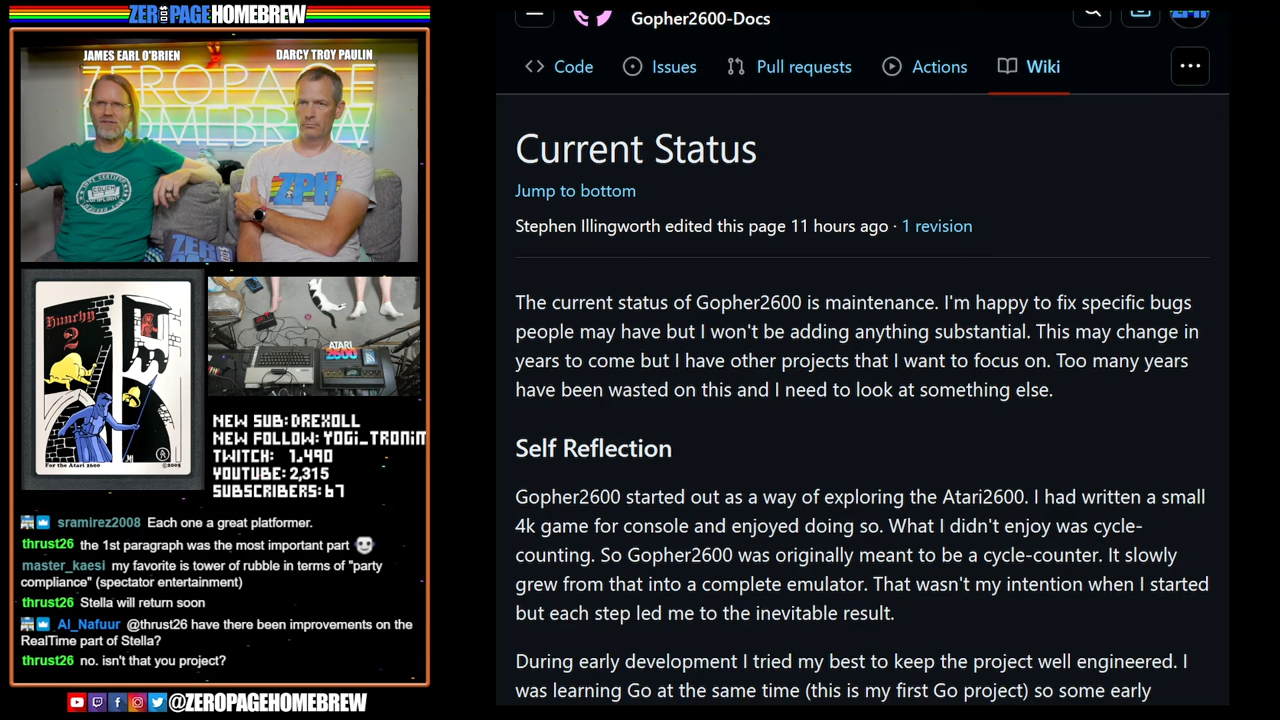 ZERO PAGE HOMEBREW
JAMES EARL O'BRIEN
DARCY TROY PAULIN
ZEROPAGE
HOMEBREW
ZPH
Hunchy
2
For the Atari 2600
©2005
ATARI
2600
NEW SUB:DREXOLL
NEW FOLLOW:YOGI_TRONIM
TWITCH: 1,490
YOUTUBE: 2,315
SUBSCRIBERS:67
sramirez2008 Each one a great platformer.
thrust26 the 1st paragraph was the most important part
master_kaesi my favorite is tower of rubble in terms of "party
compliance" (spectator entertainment)
thrust26 Stella will return soon
Al_Nafuur @thrust26 have there been improvements on the
RealTime part of Stella?
thrust26 no. isn't that you project?
@ZEROPAGEHOMEBREW
Gopher2600-Docs
Code Issues Pull requests Actions Wiki
Current Status
Jump to bottom
Stephen Illingworth edited this page 11 hours ago · 1 revision
The current status of Gopher2600 is maintenance. I'm happy to fix specific bugs
people may have but I won't be adding anything substantial. This may change in
years to come but I have other projects that I want to focus on. Too many years
have been wasted on this and I need to look at something else.
Self Reflection
Gopher2600 started out as a way of exploring the Atari2600. I had written a small
4k game for console and enjoyed doing so. What I didn't enjoy was cycle-
counting. So Gopher2600 was originally meant to be a cycle-counter. It slowly
grew from that into a complete emulator. That wasn't my intention when I started
but each step led me to the inevitable result.
During early development I tried my best to keep the project well engineered. I
was learning Go at the same time (this is my first Go project) so some early